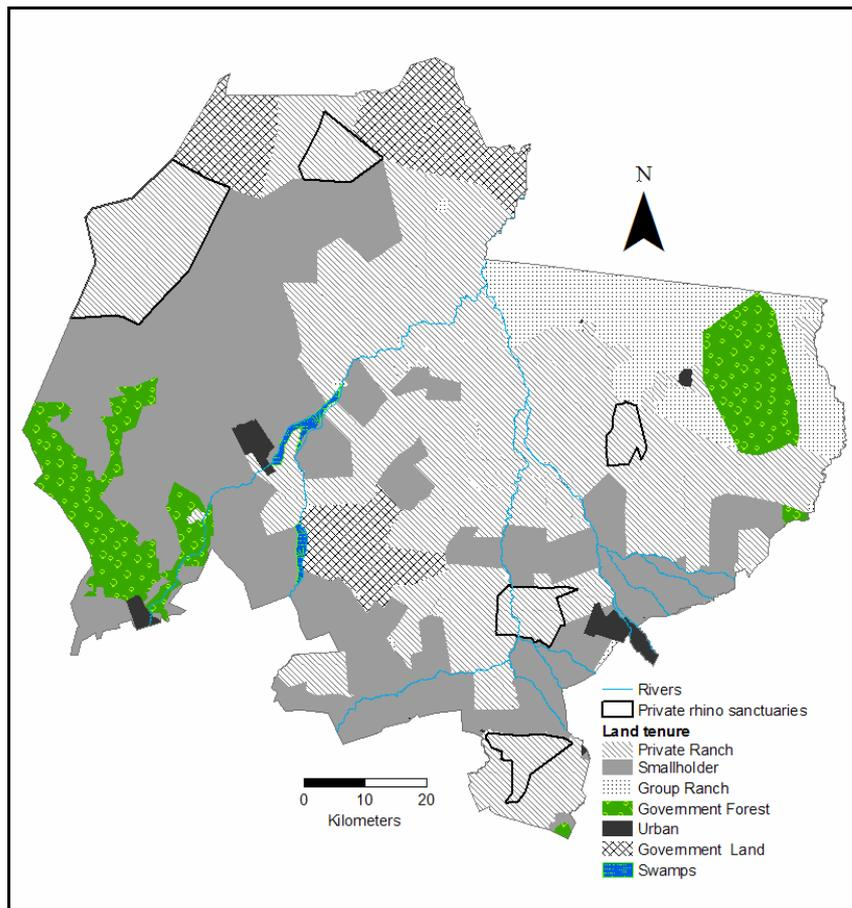 N
Rivers
Private rhino sanctuaries
Land tenure
Private Ranch
Smallholder
Group Ranch
Government Forest
Urban
Government Land
Swamps
0 10 20
Kilometers